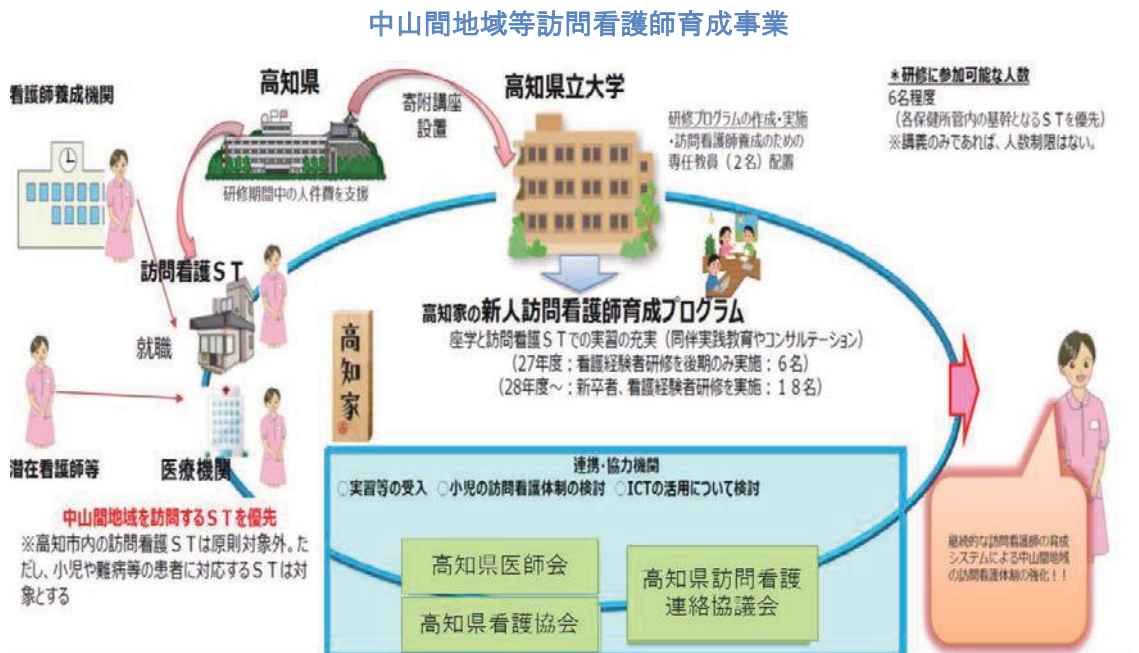 中山間地域等訪問看護師育成事業
看護師養成機関
高知県
寄附講座
設置
研修期間中の人件費を支援
高知県立大学
研修プログラムの作成・実施
・訪問看護師養成のための
専任教員（２名）配置
＊研修に参加可能な人数
6名程度
（各保健所管内の基幹となるＳＴを優先）
※講義のみであれば、人数制限はない。
訪問看護ＳＴ
就職
潜在看護師等
医療機関
高知家
高知家の新人訪問看護師育成プログラム
座学と訪問看護ＳＴでの実習の充実（同伴実践教育やコンサルテーション）
（27年度：看護経験者研修を後期のみ実施：６名）
（28年度～：新卒者、看護経験者研修を実施：１８名）
中山間地域を訪問するＳＴを優先
※高知市内の訪問看護ＳＴは原則対象外。た
だし、小児や難病等の患者に対応するＳＴは対
象とする
連携・協力機関
○実習等の受入　○小児の訪問看護体制の検討　○ICTの活用について検討
高知県医師会
高知県看護協会
高知県訪問看護
連絡協議会
継続的な訪問看護師の育成
システムによる中山間地域
の訪問看護体制の強化！！